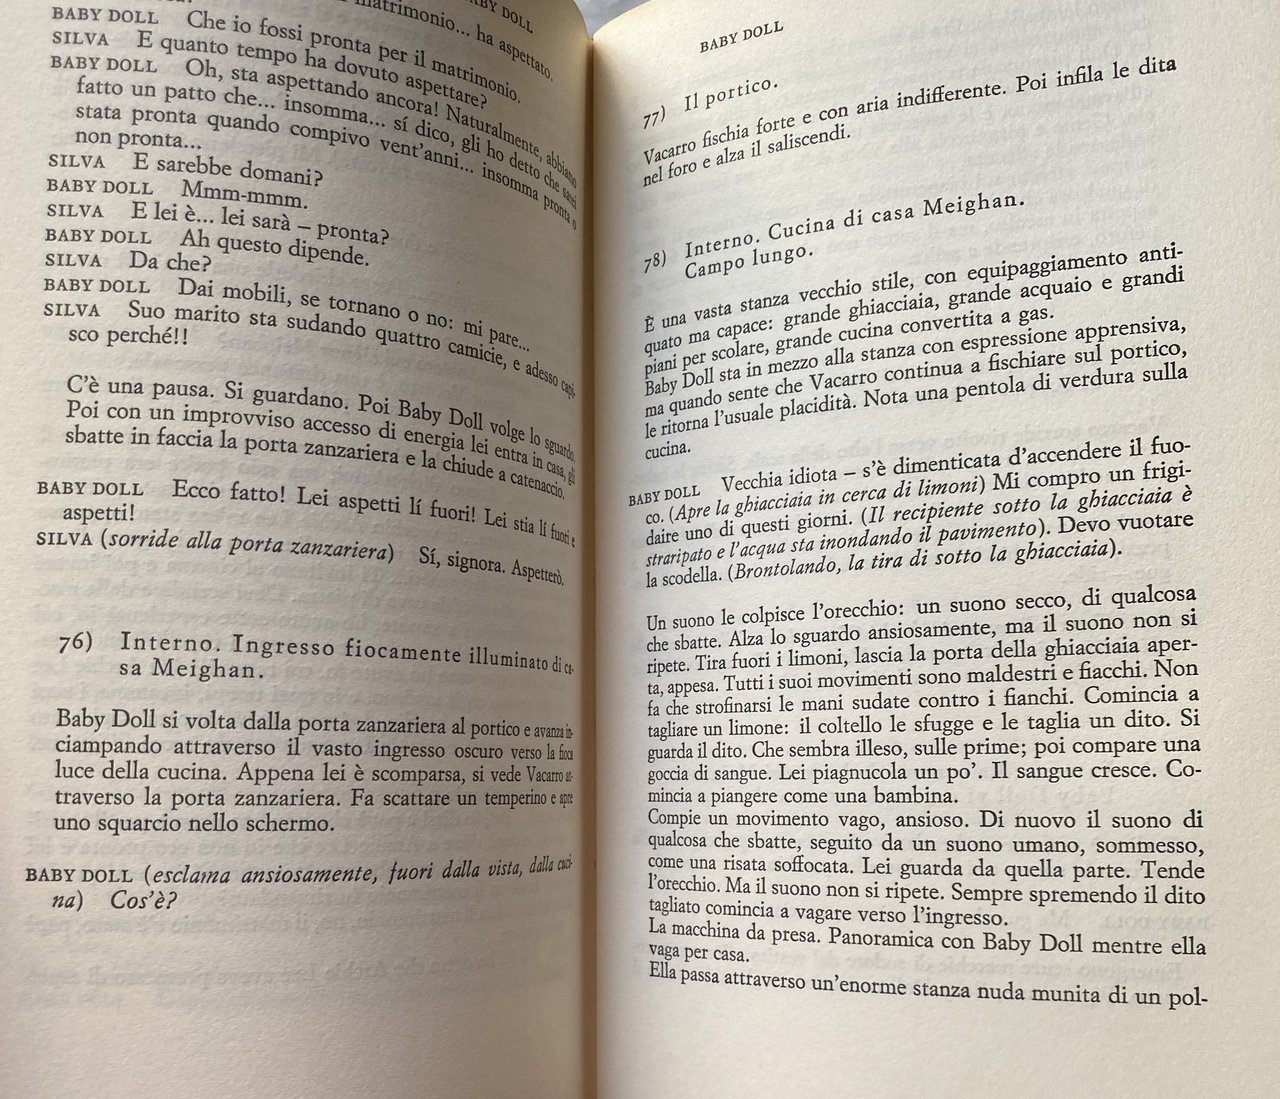 BABY DOLL
matrimonio... ha aspettato.
BABY DOLL Che io fossi pronta per il matrimonio.
SILVA E quanto tempo ha dovuto aspettare?
BABY DOLL Oh, sta aspettando ancora! Naturalmente, abbiamo
fatto un patto che... insomma... sí dico, gli ho detto che sarei
stata pronta quando compivo vent'anni... insomma pronta o
non pronta...
SILVA E sarebbe domani?
BABY DOLL Mmm-mmm.
SILVA E lei è... lei sarà – pronta?
BABY DOLL Ah questo dipende.
SILVA Da che?
BABY DOLL Dai mobili, se tornano o no: mi pare...
SILVA Suo marito sta sudando quattro camicie, e adesso capi-
sco perché!!
C'è una pausa. Si guardano. Poi Baby Doll volge lo sguardo.
Poi con un improvviso accesso di energia lei entra in casa, gli
sbatte in faccia la porta zanzariera e la chiude a catenaccio.
BABY DOLL Ecco fatto! Lei aspetti lí fuori! Lei stia lí fuori e
aspetti!
SILVA (sorride alla porta zanzariera) Sí, signora. Aspetterò.
76) Interno. Ingresso fiocamente illuminato di ca-
sa Meighan.
Baby Doll si volta dalla porta zanzariera al portico e avanza in-
ciampando attraverso il vasto ingresso oscuro verso la fioca
luce della cucina. Appena lei è scomparsa, si vede Vacarro at-
traverso la porta zanzariera. Fa scattare un temperino e apre
uno squarcio nello schermo.
BABY DOLL (esclama ansiosamente, fuori dalla vista, dalla cuci-
na) Cos'è?
BABY DOLL
77) Il portico.
Vacarro fischia forte e con aria indifferente. Poi infila le dita
nel foro e alza il saliscendi.
78) Interno. Cucina di casa Meighan.
Campo lungo.
È una vasta stanza vecchio stile, con equipaggiamento anti-
quato ma capace: grande ghiacciaia, grande acquaio e grandi
piani per scolare, grande cucina convertita a gas.
Baby Doll sta in mezzo alla stanza con espressione apprensiva,
ma quando sente che Vacarro continua a fischiare sul portico,
le ritorna l'usuale placidità. Nota una pentola di verdura sulla
cucina.
BABY DOLL Vecchia idiota – s'è dimenticata d'accendere il fuo-
co. (Apre la ghiacciaia in cerca di limoni) Mi compro un frigi-
daire uno di questi giorni. (Il recipiente sotto la ghiacciaia è
straripato e l'acqua sta inondando il pavimento). Devo vuotare
la scodella. (Brontolando, la tira di sotto la ghiacciaia).
Un suono le colpisce l'orecchio: un suono secco, di qualcosa
che sbatte. Alza lo sguardo ansiosamente, ma il suono non si
ripete. Tira fuori i limoni, lascia la porta della ghiacciaia aper-
ta, appesa. Tutti i suoi movimenti sono maldestri e fiacchi. Non
fa che strofinarsi le mani sudate contro i fianchi. Comincia a
tagliare un limone: il coltello le sfugge e le taglia un dito. Si
guarda il dito. Che sembra illeso, sulle prime; poi compare una
goccia di sangue. Lei piagnucola un po'. Il sangue cresce. Co-
mincia a piangere come una bambina.
Compie un movimento vago, ansioso. Di nuovo il suono di
qualcosa che sbatte, seguito da un suono umano, sommesso,
come una risata soffocata. Lei guarda da quella parte. Tende
l'orecchio. Ma il suono non si ripete. Sempre spremendo il dito
tagliato comincia a vagare verso l'ingresso.
La macchina da presa. Panoramica con Baby Doll mentre ella
vaga per casa.
Ella passa attraverso un'enorme stanza nuda munita di un pol-